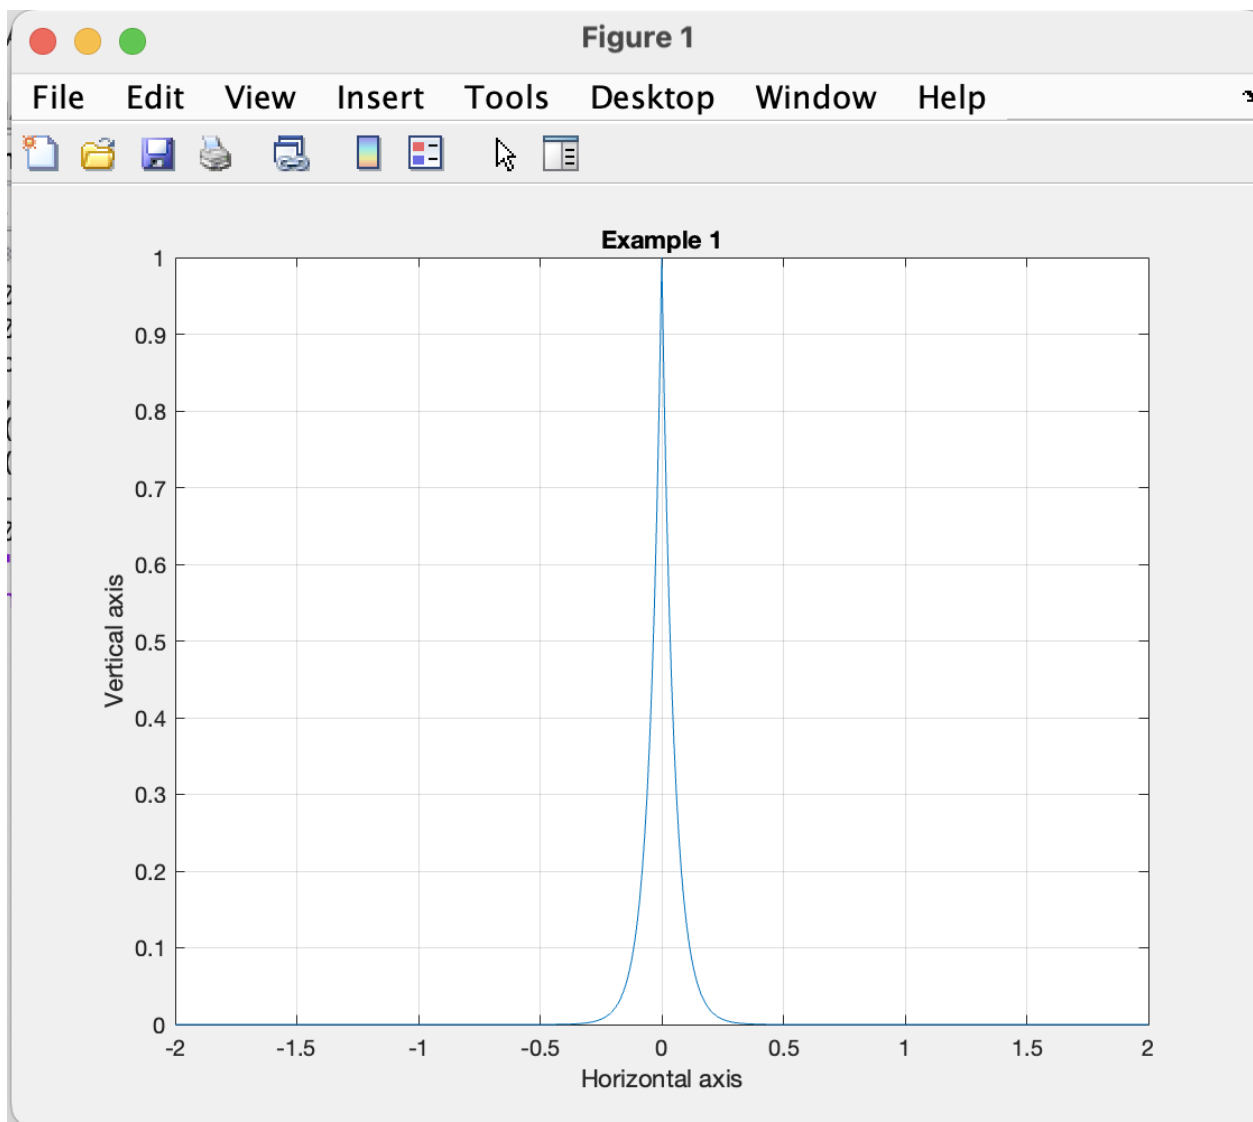 Figure 1
File Edit View Insert Tools Desktop Window Help
Example 1
1
0.9
0.8
0.7
0.6
0.5
0.4
0.3
0.2
0.1
0
Vertical axis
-2 -1.5 -1 -0.5 0 0.5 1 1.5 2
Horizontal axis